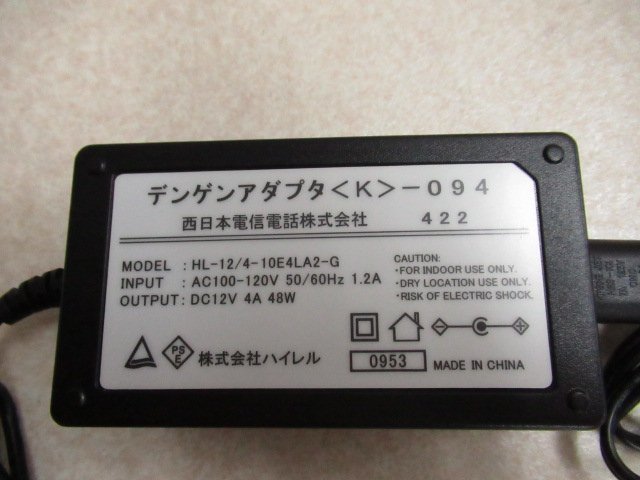 デンゲンアダプタ<K>-094
西日本電信電話株式会社 422
MODEL : HL-12/4-10E4LA2-G
INPUT : AC100-120V 50/60Hz 1.2A
OUTPUT: DC12V 4A 48W
CAUTION:
・FOR INDOOR USE ONLY.
・DRY LOCATION USE ONLY.
・RISK OF ELECTRIC SHOCK.
PSE 株式会社ハイレル 0953 MADE IN CHINA